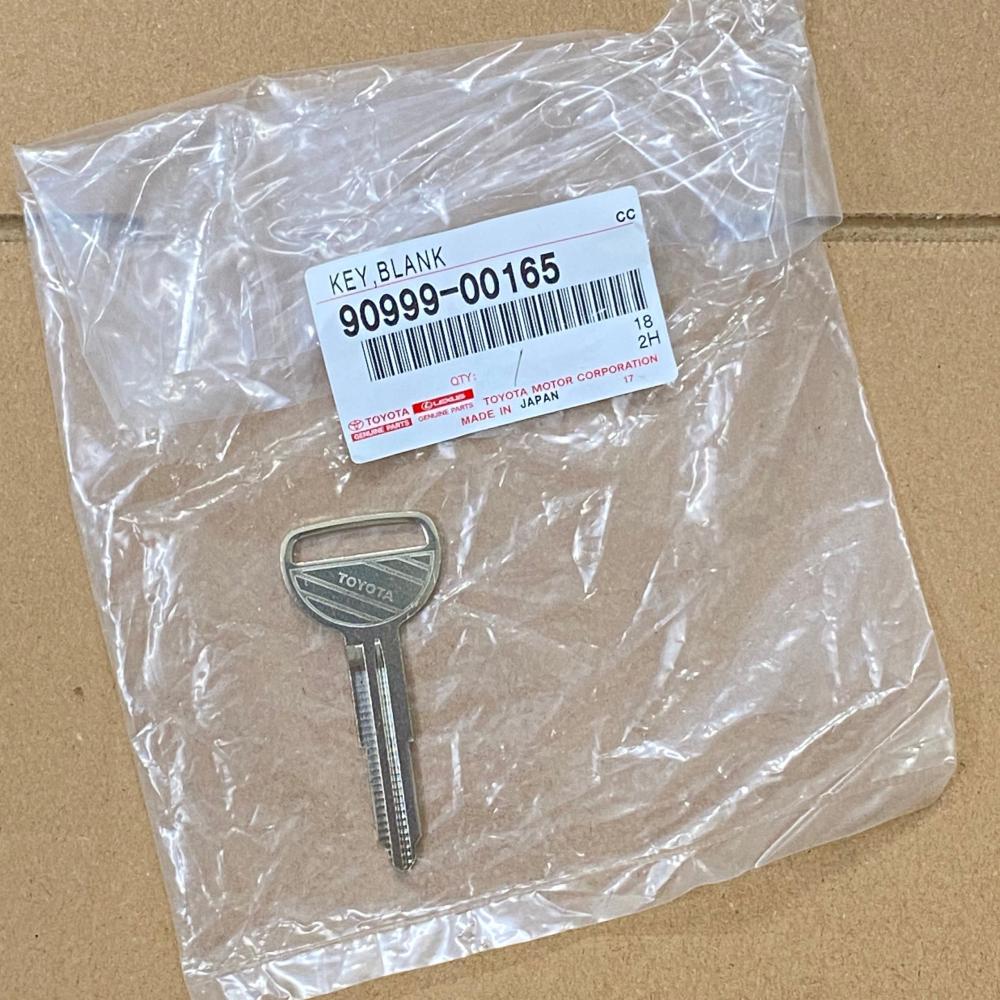 CC
KEY,BLANK
90999-00165
18
2H
QTY:
TOYOTA
GENUINE PARTS
LEXUS
GENUINE PARTS
TOYOTA MOTOR CORPORATION
MADE IN JAPAN
17
TOYOTA